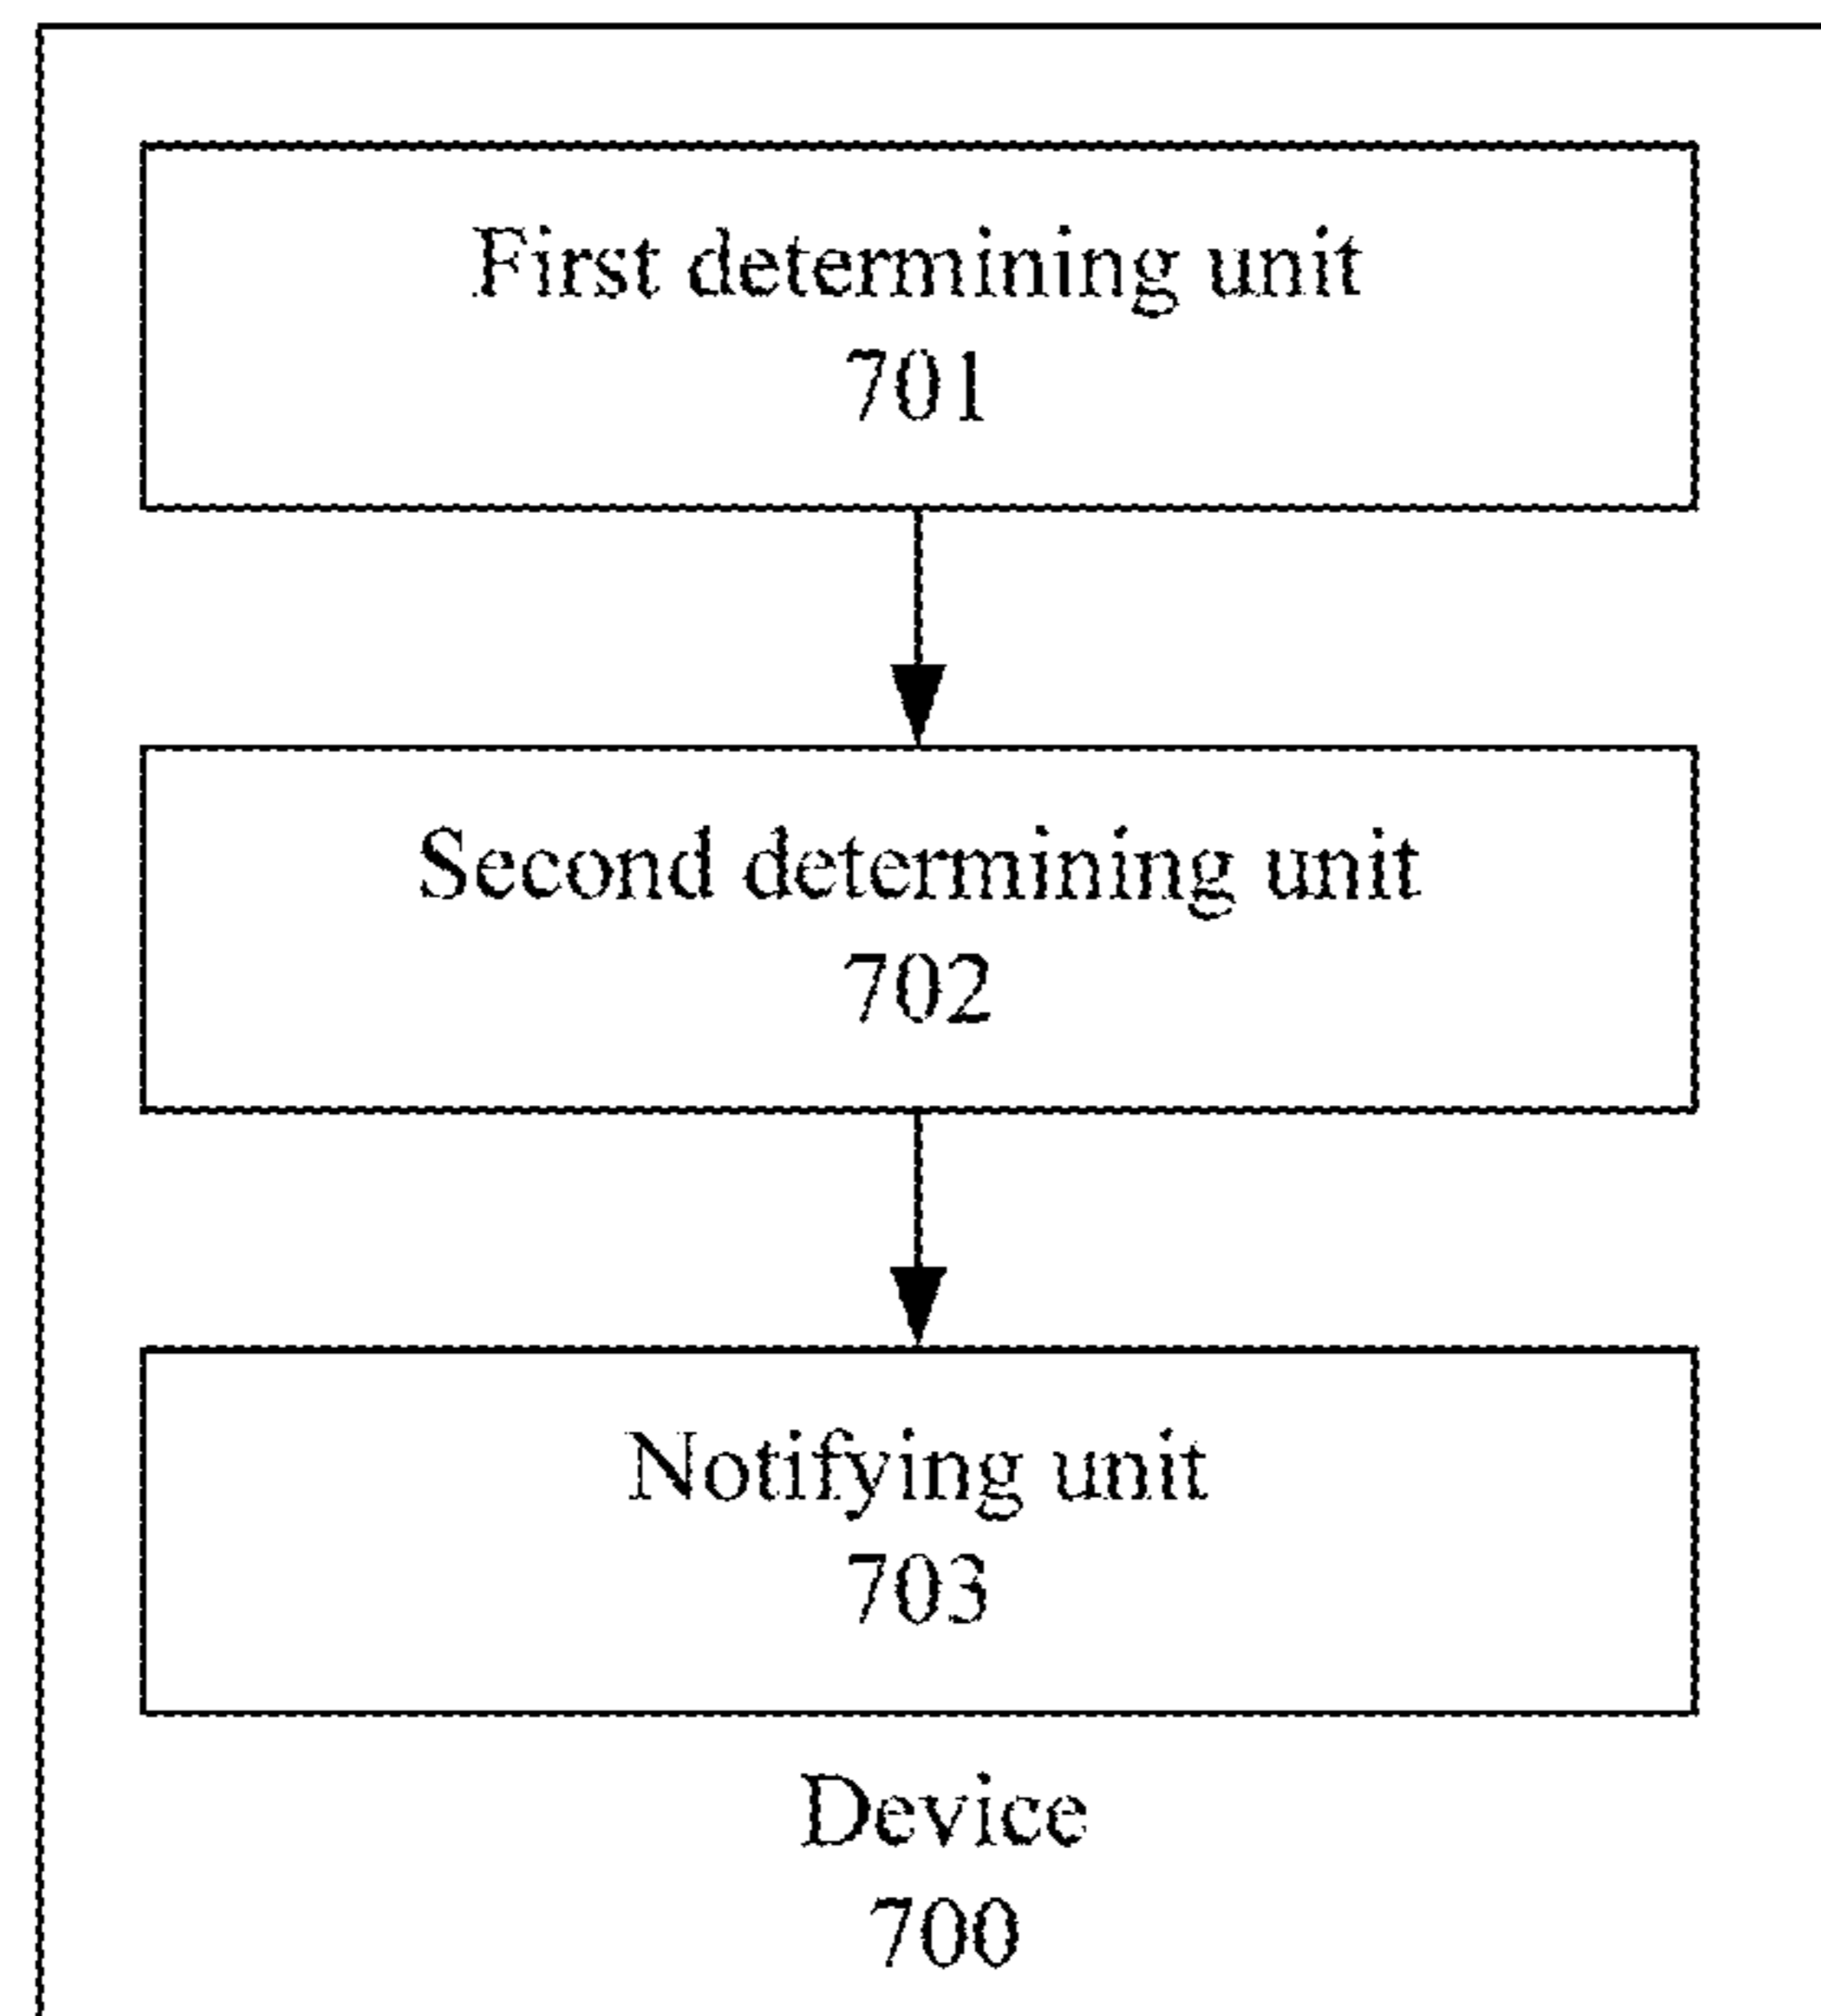 First determining unit
701
Second determining unit
702
Notifying unit
703
Device
700